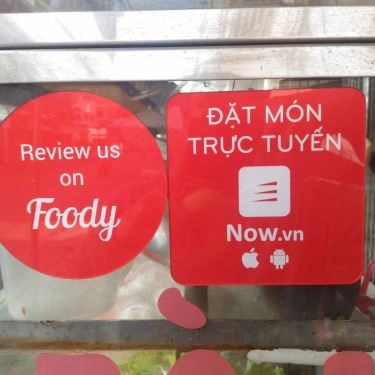 Review us
on
Foody
ĐẶT MÓN
TRỰC TUYẾN
Now.vn